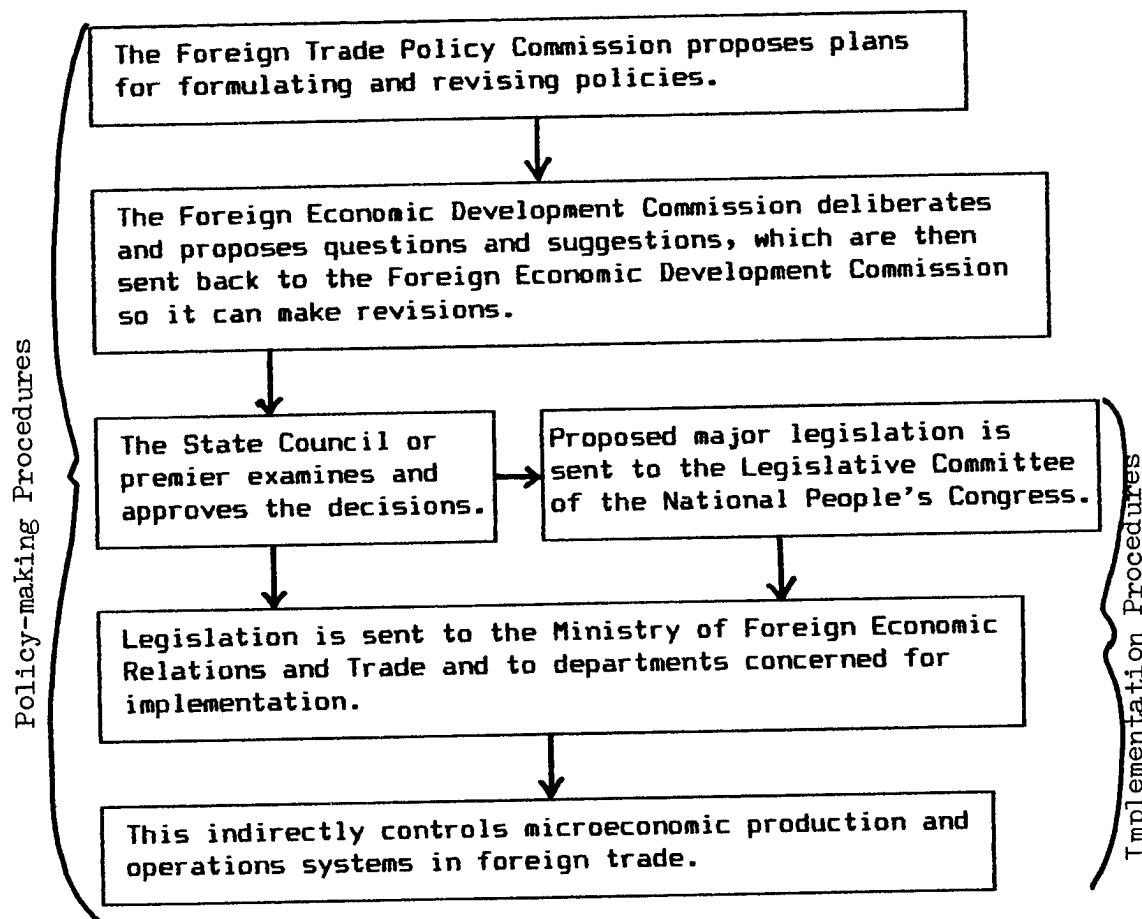 The Foreign Trade Policy Commission proposes plans
for formulating and revising policies.
The Foreign Economic Development Commission deliberates
and proposes questions and suggestions, which are then
sent back to the Foreign Economic Development Commission
so it can make revisions.
Policy-making Procedures
The State Council or
premier examines and
approves the decisions.
Proposed major legislation is
sent to the Legislative Committee
of the National People's Congress.
Implementation Procedures
Legislation is sent to the Ministry of Foreign Economic
Relations and Trade and to departments concerned for
implementation.
This indirectly controls microeconomic production and
operations systems in foreign trade.